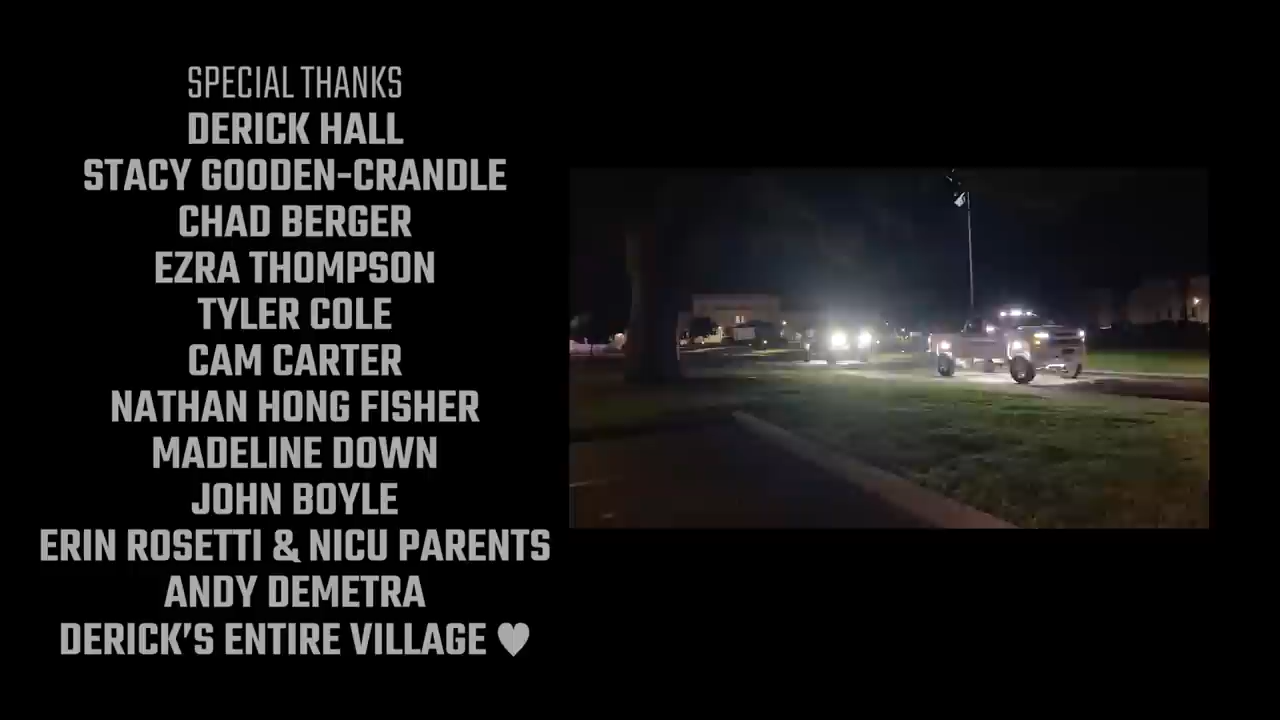 SPECIAL THANKS
DERICK HALL
STACY GOODEN-CRANDLE
CHAD BERGER
EZRA THOMPSON
TYLER COLE
CAM CARTER
NATHAN HONG FISHER
MADELINE DOWN
JOHN BOYLE
ERIN ROSETTI & NICU PARENTS
ANDY DEMETRA
DERICK'S ENTIRE VILLAGE ♥